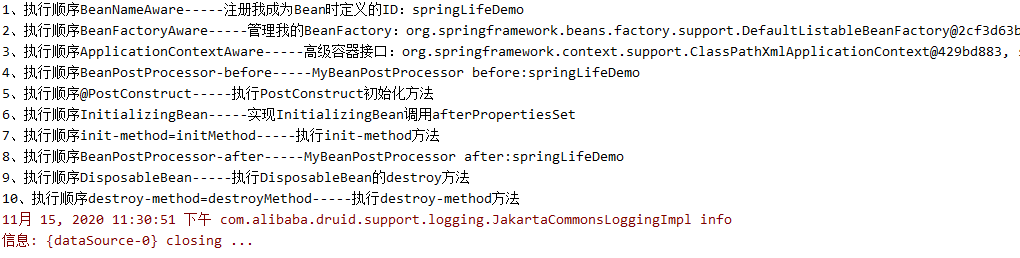 1、执行顺序BeanNameAware-----注册我成为Bean时定义的ID：springLifeDemo
2、执行顺序BeanFactoryAware-----管理我的BeanFactory：org.springframework.beans.factory.support.DefaultListableBeanFactory@2cf3d63b
3、执行顺序ApplicationContextAware-----高级容器接口：org.springframework.context.support.ClassPathXmlApplicationContext@429bd883,
4、执行顺序BeanPostProcessor-before-----MyBeanPostProcessor before:springLifeDemo
5、执行顺序@PostConstruct-----执行PostConstruct初始化方法
6、执行顺序InitializingBean-----实现InitializingBean调用afterPropertiesSet
7、执行顺序init-method=initMethod-----执行init-method方法
8、执行顺序BeanPostProcessor-after-----MyBeanPostProcessor after:springLifeDemo
9、执行顺序DisposableBean-----执行DisposableBean的destroy方法
10、执行顺序destroy-method=destroyMethod-----执行destroy-method方法
11月 15, 2020 11:30:51 下午 com.alibaba.druid.support.logging.JakartaCommonsLoggingImpl info
信息: {dataSource-0} closing ...